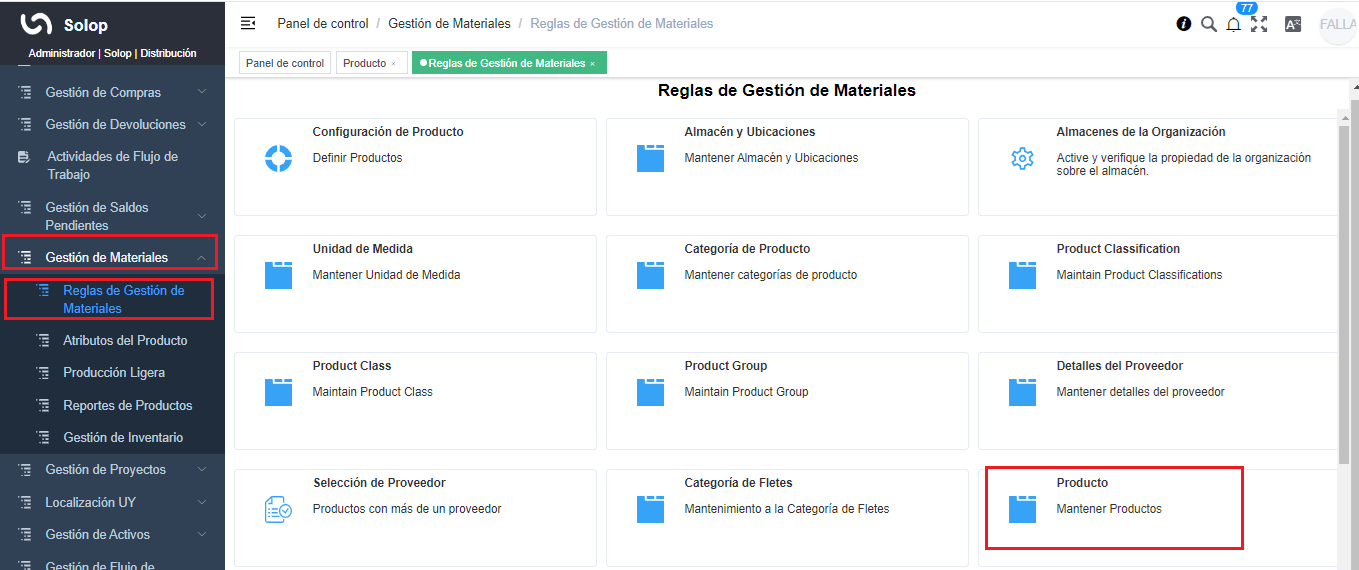 Solop
Administrador | Solop | Distribución
Gestión de Compras
Gestión de Devoluciones
Actividades de Flujo de
Trabajo
Gestión de Saldos
Pendientes
Gestión de Materiales
Reglas de Gestión de
Materiales
Atributos del Producto
Producción Ligera
Reportes de Productos
Gestión de Inventario
Gestión de Proyectos
Localización UY
Gestión de Activos
Gestión de Flujo de
Panel de control / Gestión de Materiales / Reglas de Gestión de Materiales
77
FALLA
Panel de control
Producto ×
Reglas de Gestión de Materiales ×
Reglas de Gestión de Materiales
Configuración de Producto
Definir Productos
Almacén y Ubicaciones
Mantener Almacén y Ubicaciones
Almacenes de la Organización
Active y verifique la propiedad de la organización
sobre el almacén.
Unidad de Medida
Mantener Unidad de Medida
Categoría de Producto
Mantener categorías de producto
Product Classification
Maintain Product Classifications
Product Class
Maintain Product Class
Product Group
Maintain Product Group
Detalles del Proveedor
Mantener detalles del proveedor
Selección de Proveedor
Productos con más de un proveedor
Categoría de Fletes
Mantenimiento a la Categoría de Fletes
Producto
Mantener Productos